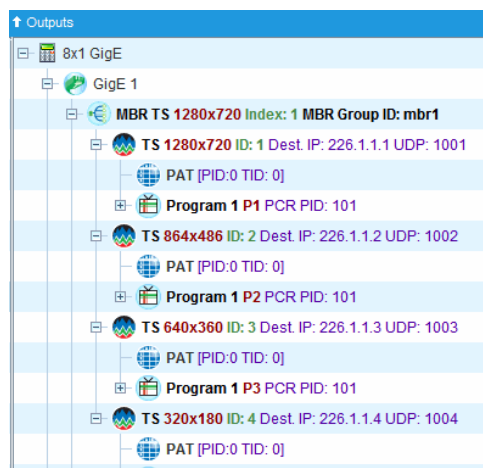 Outputs
8x1 GigE
GigE 1
MBR TS 1280x720 Index: 1 MBR Group ID: mbr1
TS 1280x720 ID: 1 Dest. IP: 226.1.1.1 UDP: 1001
PAT [PID:0 TID: 0]
Program 1 P1 PCR PID: 101
TS 864x486 ID: 2 Dest. IP: 226.1.1.2 UDP: 1002
PAT [PID:0 TID: 0]
Program 1 P2 PCR PID: 101
TS 640x360 ID: 3 Dest. IP: 226.1.1.3 UDP: 1003
PAT [PID:0 TID: 0]
Program 1 P3 PCR PID: 101
TS 320x180 ID: 4 Dest. IP: 226.1.1.4 UDP: 1004
PAT [PID:0 TID: 0]